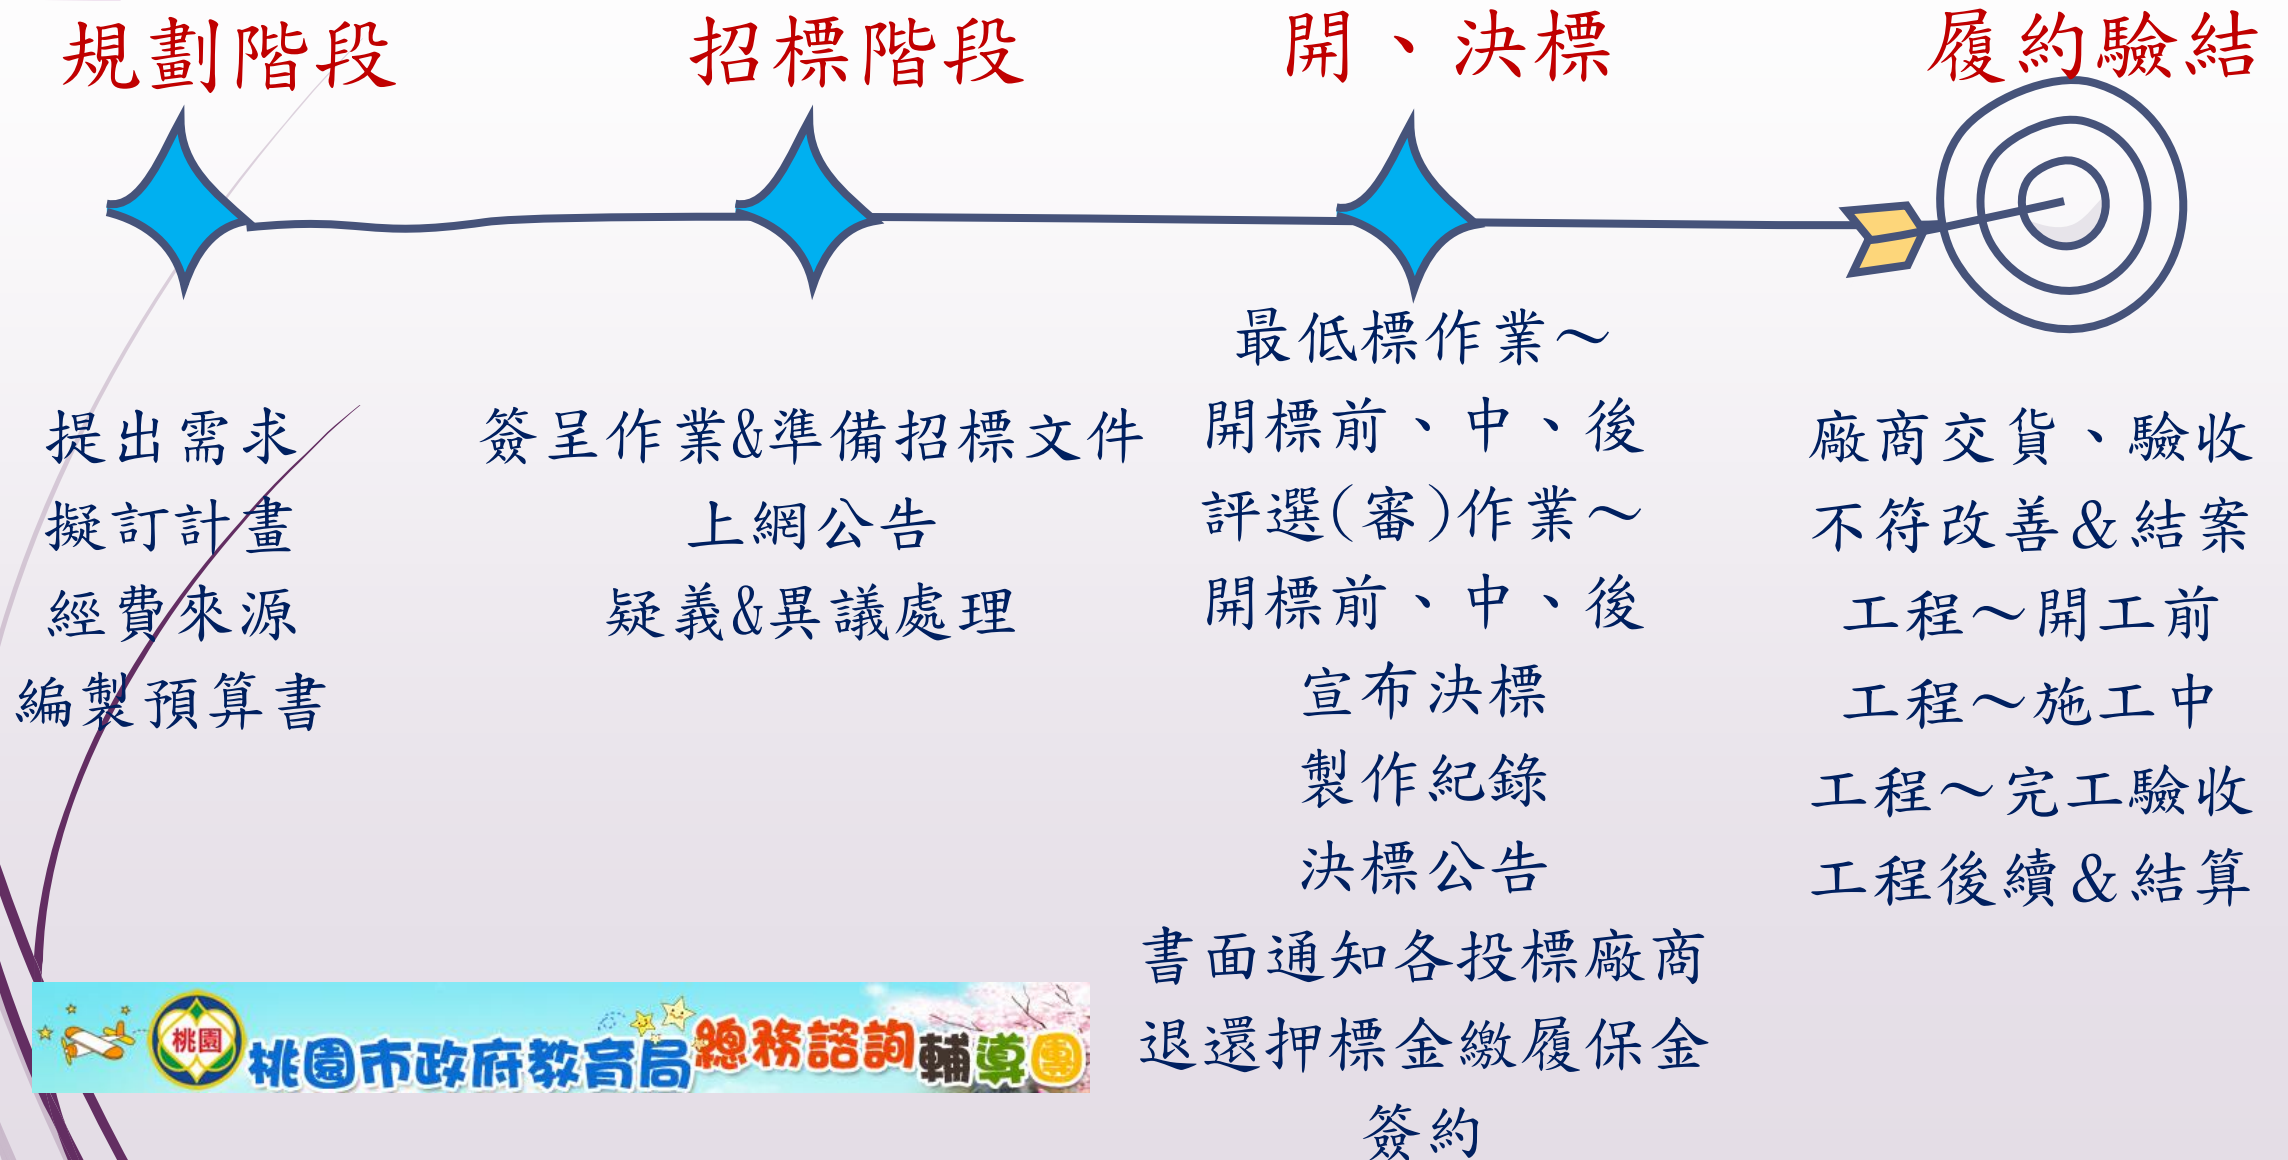 規劃階段
提出需求
擬訂計畫
經費來源
編製預算書
招標階段
簽呈作業&準備招標文件
上網公告
疑義&異議處理
開、決標
最低標作業～
開標前、中、後
評選(審)作業～
開標前、中、後
宣布決標
製作紀錄
決標公告
書面通知各投標廠商
退還押標金繳履保金
簽約
履約驗結
廠商交貨、驗收
不符改善&結案
工程～開工前
工程～施工中
工程～完工驗收
工程後續&結算
桃園
桃園市政府教育局總務諮詢輔導團